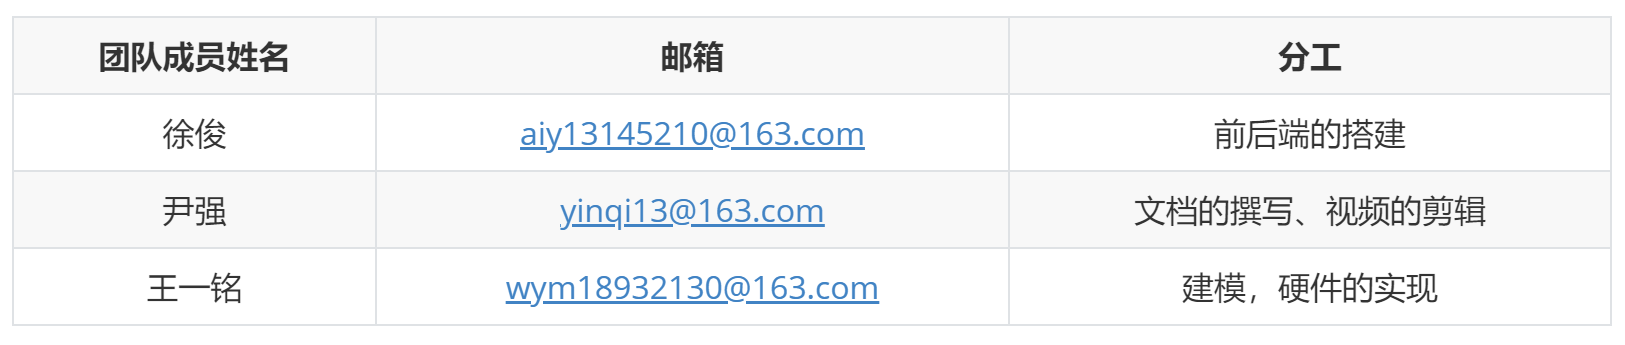 团队成员姓名 邮箱 分工
徐俊 aiy13145210@163.com 前后端的搭建
尹强 yinqi13@163.com 文档的撰写、视频的剪辑
王一铭 wym18932130@163.com 建模，硬件的实现